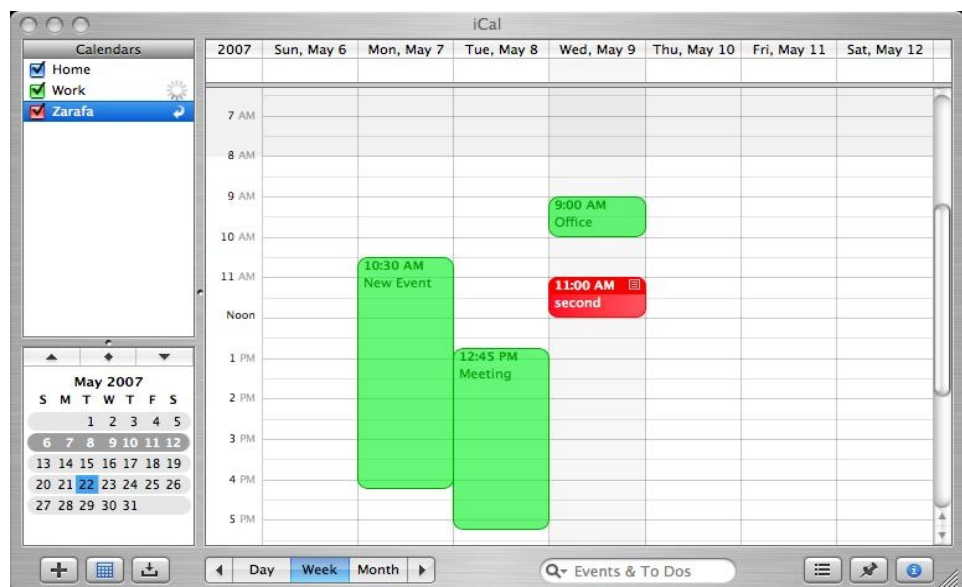 iCal
Calendars
Home
Work
Zarafa
2007 Sun, May 6 Mon, May 7 Tue, May 8 Wed, May 9 Thu, May 10 Fri, May 11 Sat, May 12
7 AM
8 AM
9 AM
10 AM
11 AM
Noon
1 PM
2 PM
3 PM
4 PM
5 PM
10:30 AM
New Event
12:45 PM
Meeting
9:00 AM
Office
11:00 AM
second
May 2007
S M T W T F S
1 2 3 4 5
6 7 8 9 10 11 12
13 14 15 16 17 18 19
20 21 22 23 24 25 26
27 28 29 30 31
Day Week Month
Events & To Dos